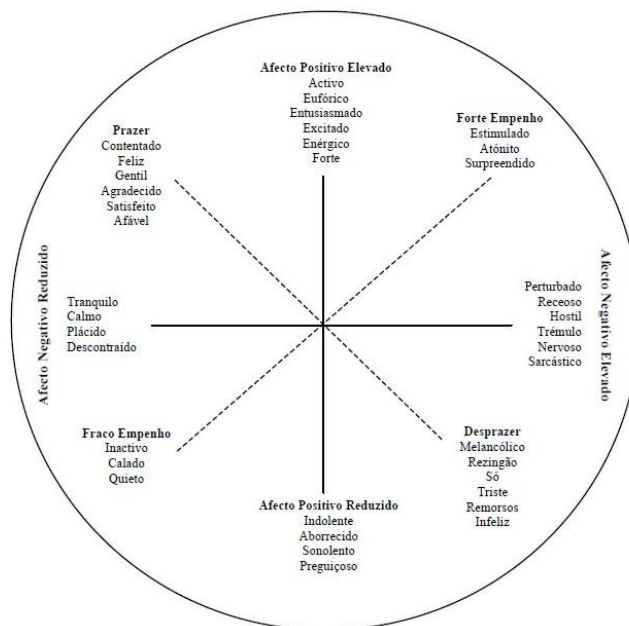 Afecto Positivo Elevado
Activo
Eufórico
Entusiasmado
Excitado
Enérgico
Forte
Forte Empenho
Estimulado
Atónito
Surpreendido
Prazer
Contentado
Feliz
Gentil
Agradecido
Satisfeito
Afável
Afecto Negativo Reduzido
Tranquilo
Calmo
Plácido
Descontraído
Perturbado
Receoso
Hostil
Trémulo
Nervoso
Sarcástico
Afecto Negativo Elevado
Fraco Empenho
Inactivo
Calado
Quieto
Desprazer
Melancólico
Rezingão
Só
Triste
Remorsos
Infeliz
Afecto Positivo Reduzido
Indolente
Aborrecido
Sonolento
Preguiçoso